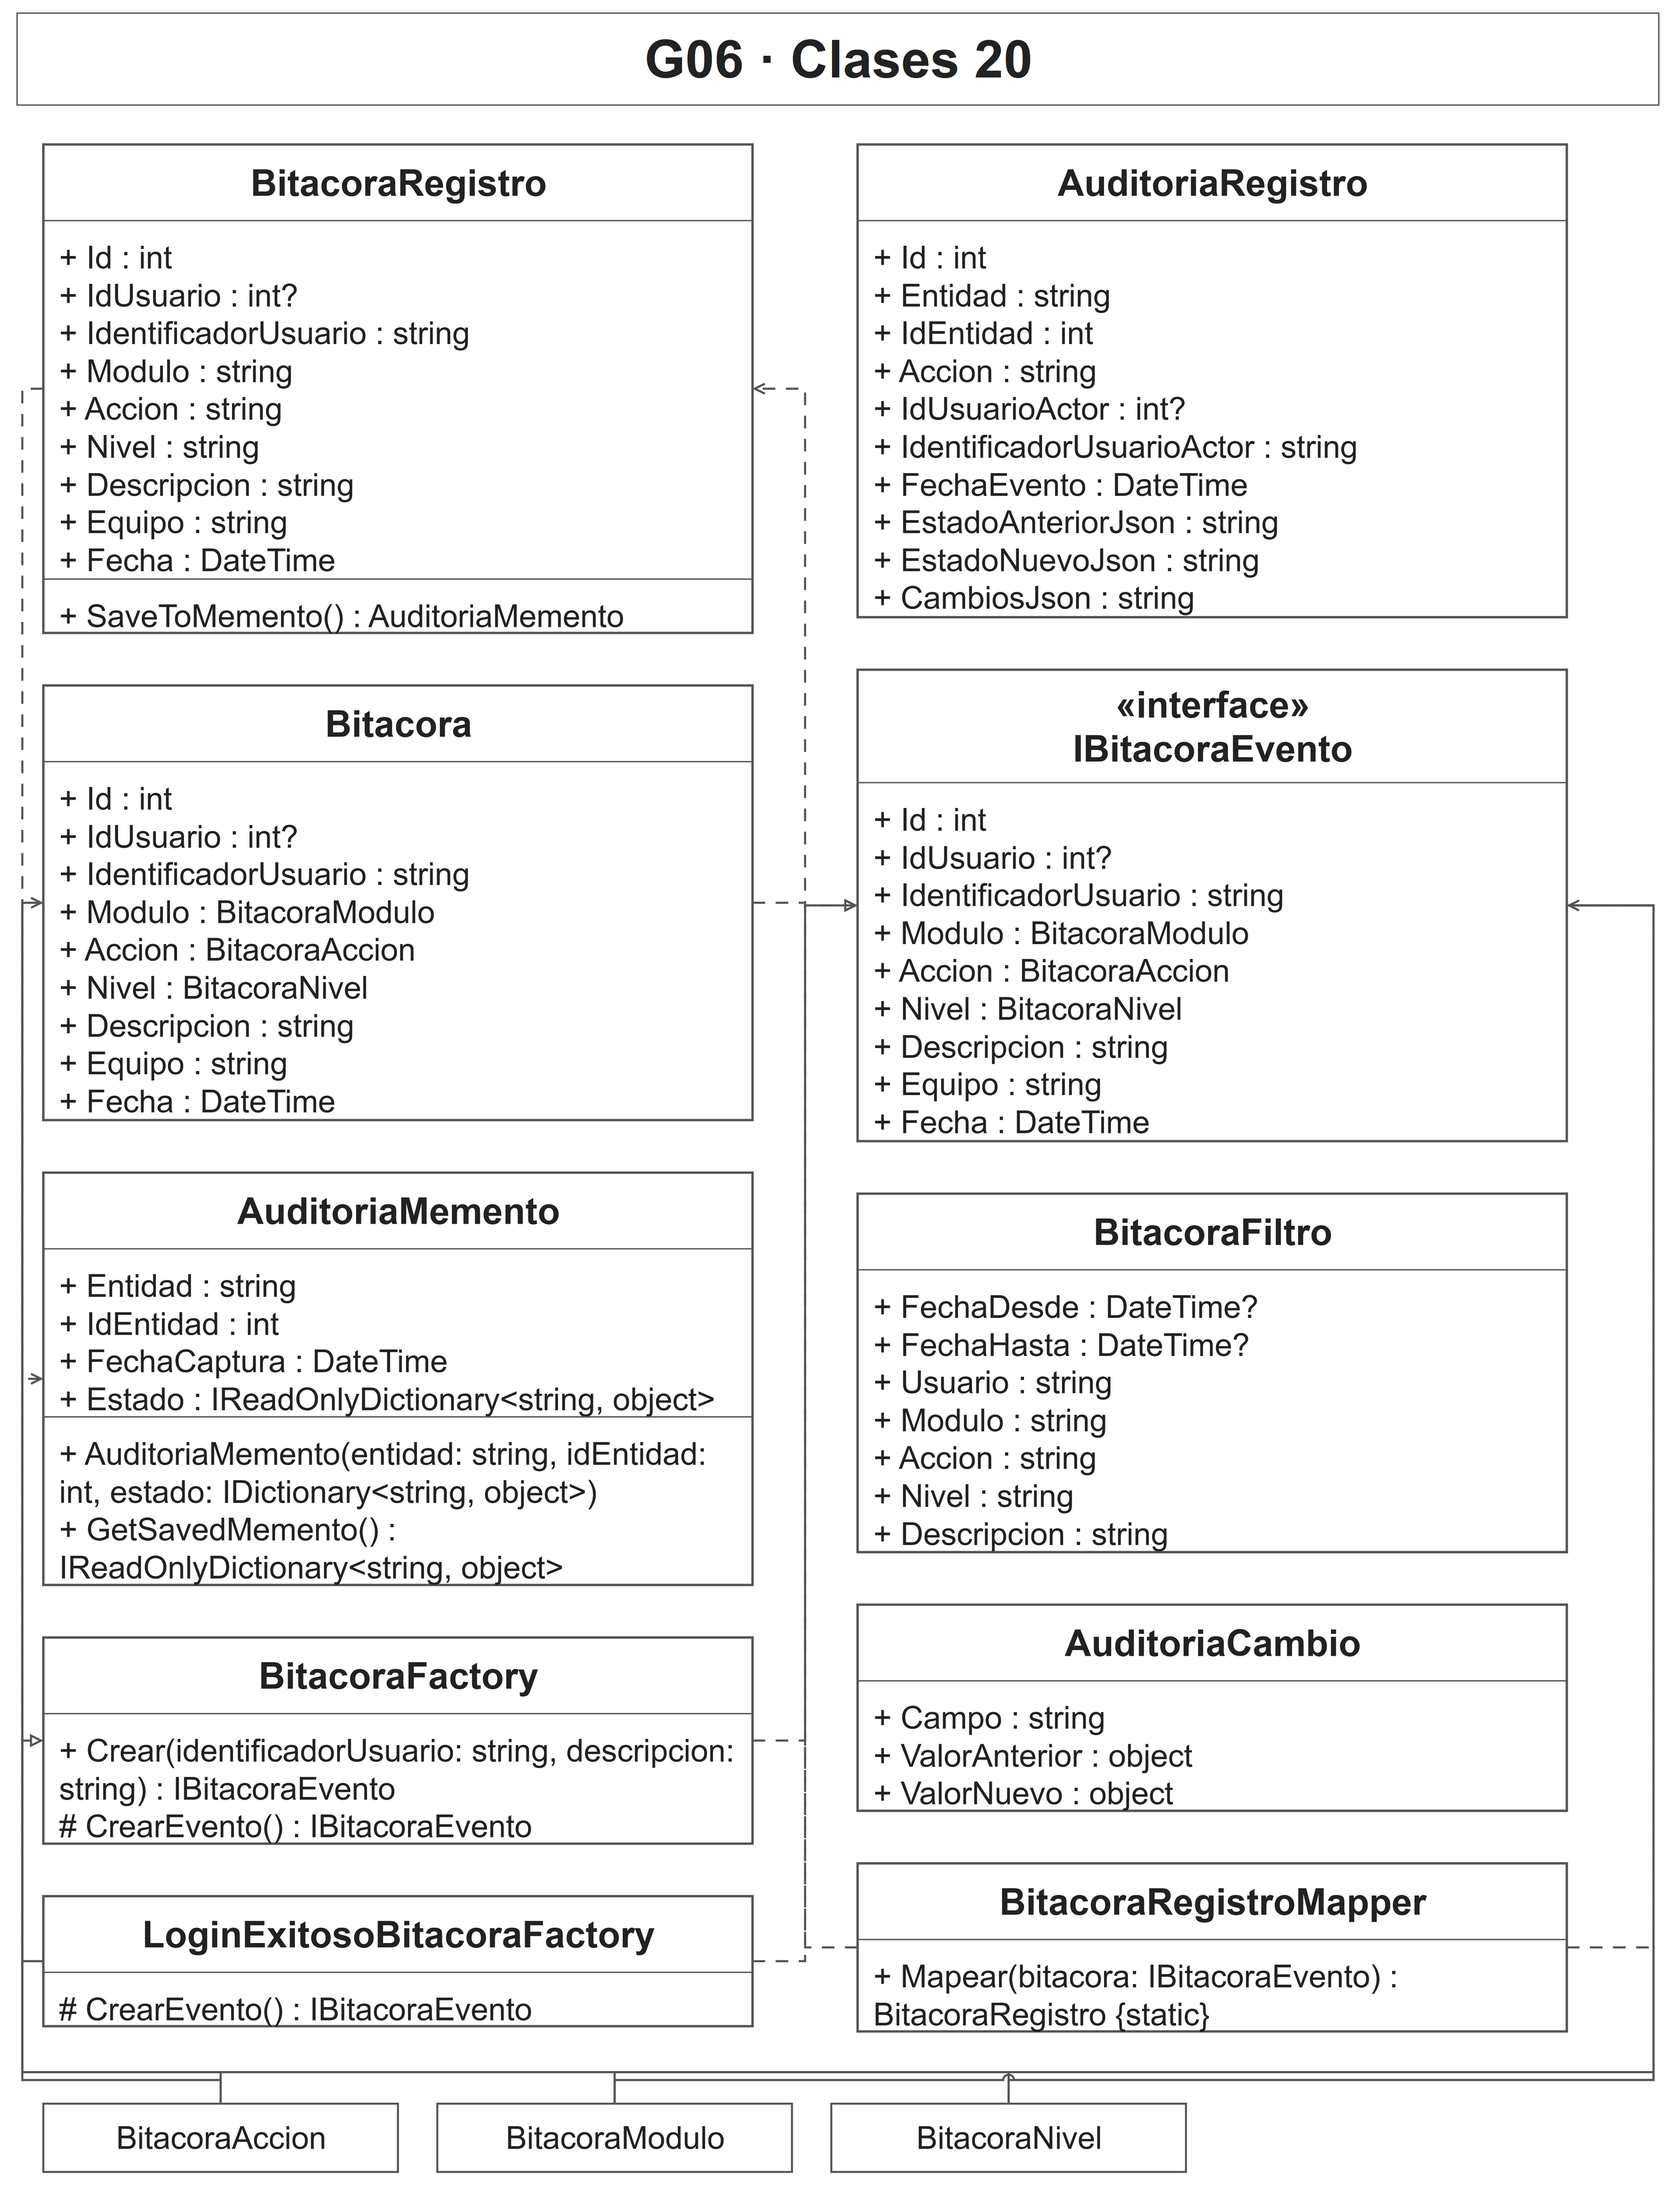 G06 · Clases 20
BitacoraRegistro
+ Id : int
+ IdUsuario : int?
+ IdentificadorUsuario : string
+ Modulo : string
+ Accion : string
+ Nivel : string
+ Descripcion : string
+ Equipo : string
+ Fecha : DateTime
+ SaveToMemento() : AuditoriaMemento
AuditoriaRegistro
+ Id : int
+ Entidad : string
+ IdEntidad : int
+ Accion : string
+ IdUsuarioActor : int?
+ IdentificadorUsuarioActor : string
+ FechaEvento : DateTime
+ EstadoAnteriorJson : string
+ EstadoNuevoJson : string
+ CambiosJson : string
Bitacora
+ Id : int
+ IdUsuario : int?
+ IdentificadorUsuario : string
+ Modulo : BitacoraModulo
+ Accion : BitacoraAccion
+ Nivel : BitacoraNivel
+ Descripcion : string
+ Equipo : string
+ Fecha : DateTime
«interface»
IBitacoraEvento
+ Id : int
+ IdUsuario : int?
+ IdentificadorUsuario : string
+ Modulo : BitacoraModulo
+ Accion : BitacoraAccion
+ Nivel : BitacoraNivel
+ Descripcion : string
+ Equipo : string
+ Fecha : DateTime
AuditoriaMemento
+ Entidad : string
+ IdEntidad : int
+ FechaCaptura : DateTime
+ Estado : IReadOnlyDictionary<string, object>
+ AuditoriaMemento(entidad: string, idEntidad:
int, estado: IDictionary<string, object>)
+ GetSavedMemento() :
IReadOnlyDictionary<string, object>
BitacoraFiltro
+ FechaDesde : DateTime?
+ FechaHasta : DateTime?
+ Usuario : string
+ Modulo : string
+ Accion : string
+ Nivel : string
+ Descripcion : string
BitacoraFactory
+ Crear(identificadorUsuario: string, descripcion:
string) : IBitacoraEvento
# CrearEvento() : IBitacoraEvento
AuditoriaCambio
+ Campo : string
+ ValorAnterior : object
+ ValorNuevo : object
LoginExitosoBitacoraFactory
# CrearEvento() : IBitacoraEvento
BitacoraRegistroMapper
+ Mapear(bitacora: IBitacoraEvento) :
BitacoraRegistro {static}
BitacoraAccion
BitacoraModulo
BitacoraNivel